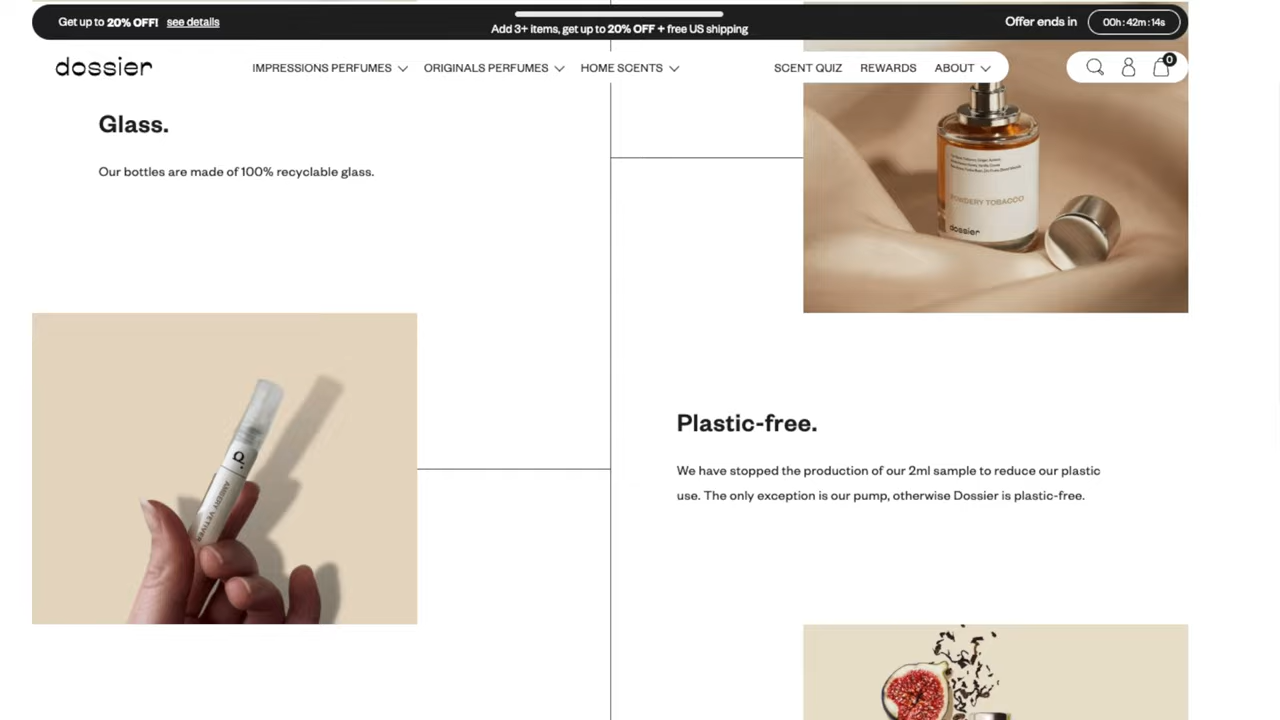 Get up to 20% OFF! see details
Add 3+ items, get up to 20% OFF + free US shipping
Offer ends in 00h : 42m : 14s
dossier
IMPRESSIONS PERFUMES
ORIGINALS PERFUMES
HOME SCENTS
SCENT QUIZ
REWARDS
ABOUT
0
Glass.
Our bottles are made of 100% recyclable glass.
POWDERY TOBACCO
dossier
Plastic-free.
We have stopped the production of our 2ml sample to reduce our plastic
use. The only exception is our pump, otherwise Dossier is plastic-free.
d.
AMBERY VETIVER